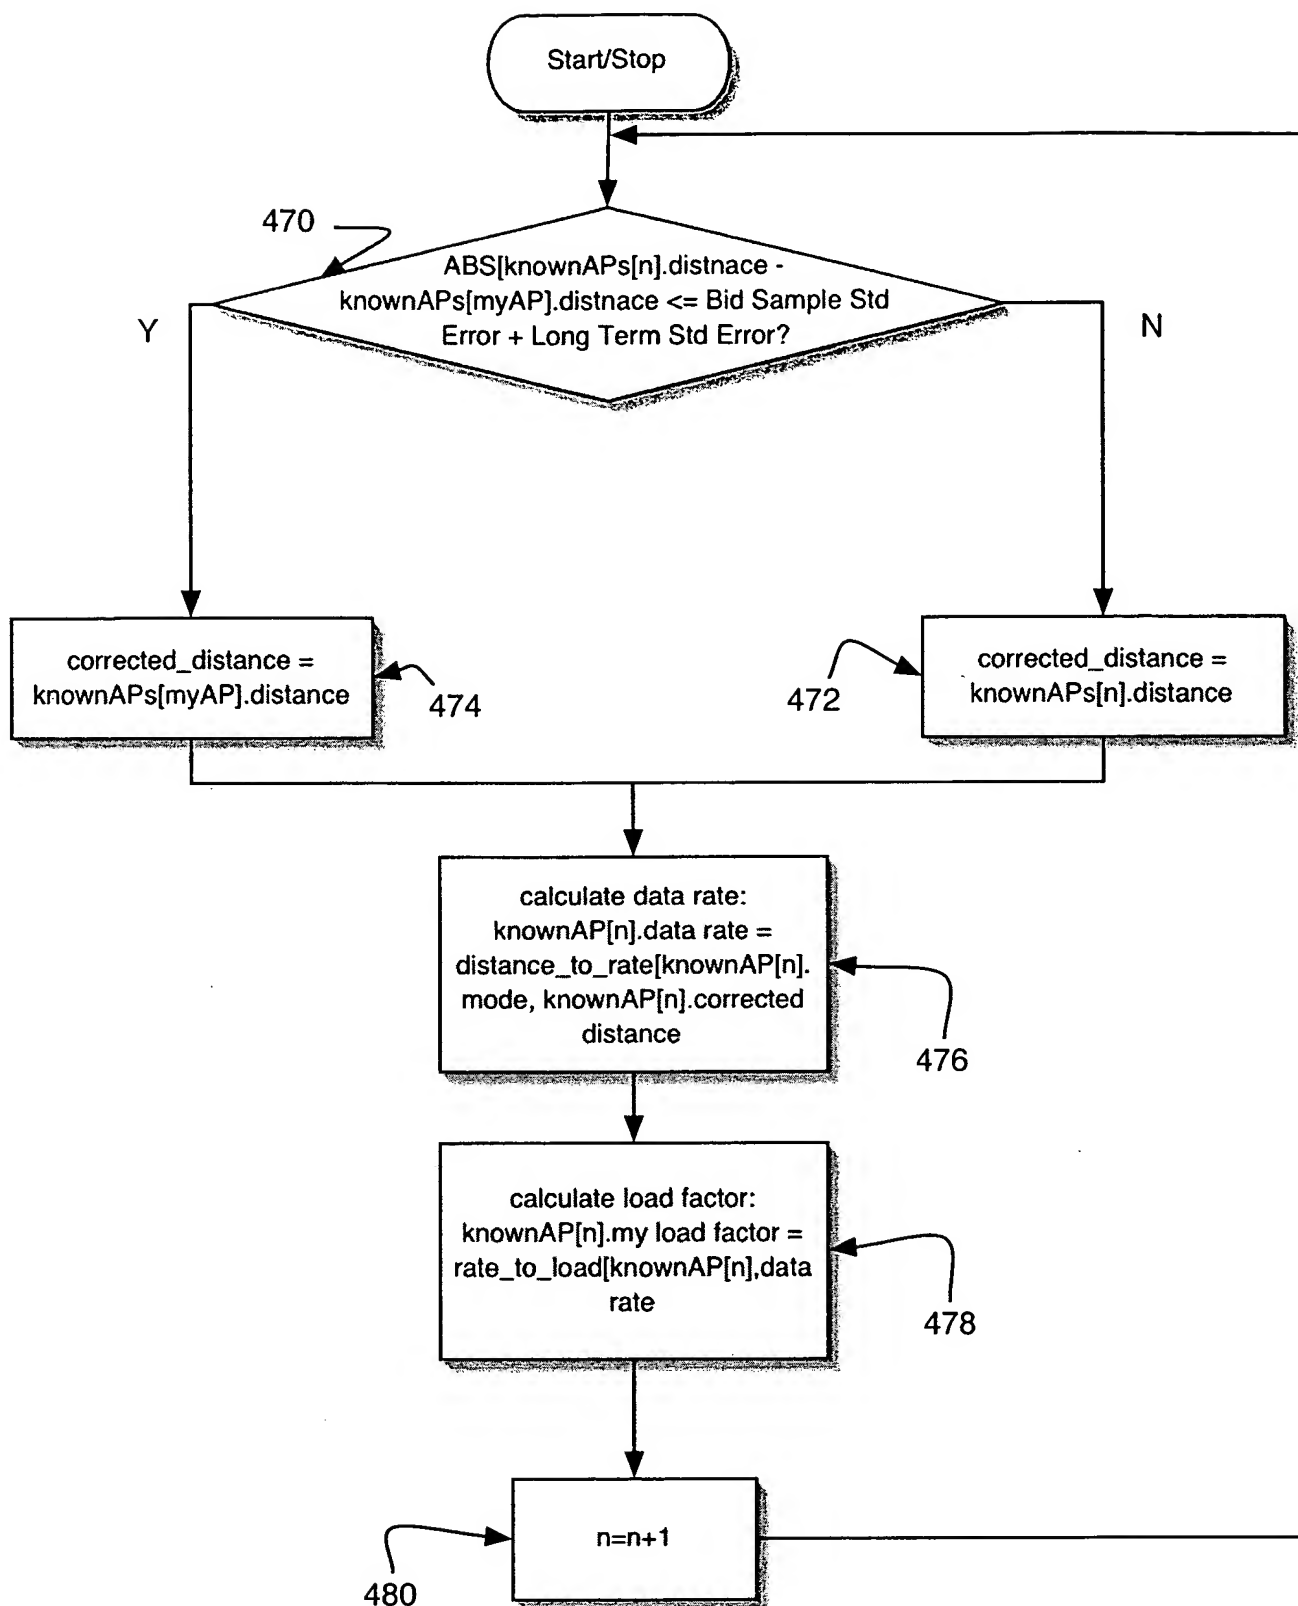 Start/Stop
470
ABS[knownAPs[n].distnace -
knownAPs[myAP].distnace <= Bid Sample Std
Error + Long Term Std Error?
Y
N
corrected_distance =
knownAPs[myAP].distance
474
472
corrected_distance =
knownAPs[n].distance
calculate data rate:
knownAP[n].data rate =
distance_to_rate[knownAP[n].
mode, knownAP[n].corrected
distance
476
calculate load factor:
knownAP[n].my load factor =
rate_to_load[knownAP[n],data
rate
478
n=n+1
480